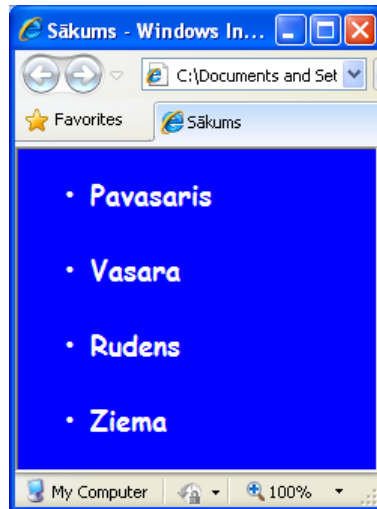 Sākums - Windows In...
C:\Documents and Set
Favorites
Sākums
• Pavasaris
• Vasara
• Rudens
• Ziema
My Computer
100%